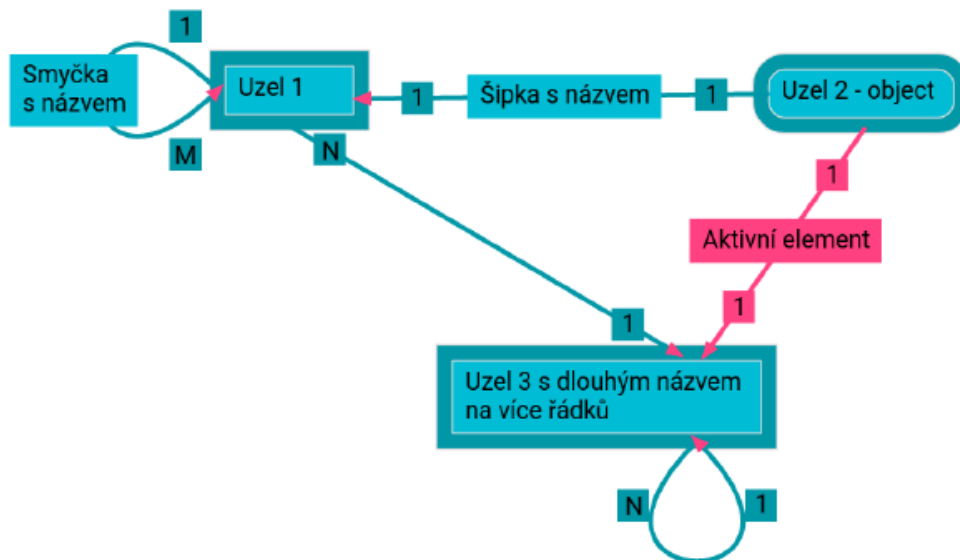 1
Smyčka
s názvem
M
Uzel 1
1
Šipka s názvem
1
Uzel 2 - object
N
1
Aktivní element
1
1
Uzel 3 s dlouhým názvem
na více řádků
N
1